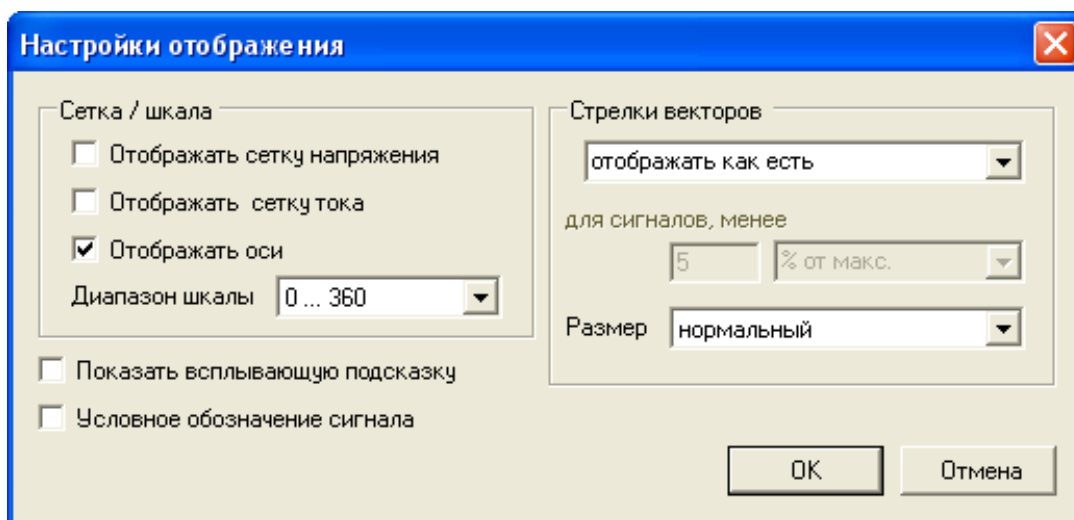 Настройки отображения
Сетка / шкала
Отображать сетку напряжения
Отображать сетку тока
Отображать оси
Диапазон шкалы 0 ... 360
Показать всплывающую подсказку
Условное обозначение сигнала
Стрелки векторов
отображать как есть
для сигналов, менее
5 % от макс.
Размер нормальный
OK Отмена